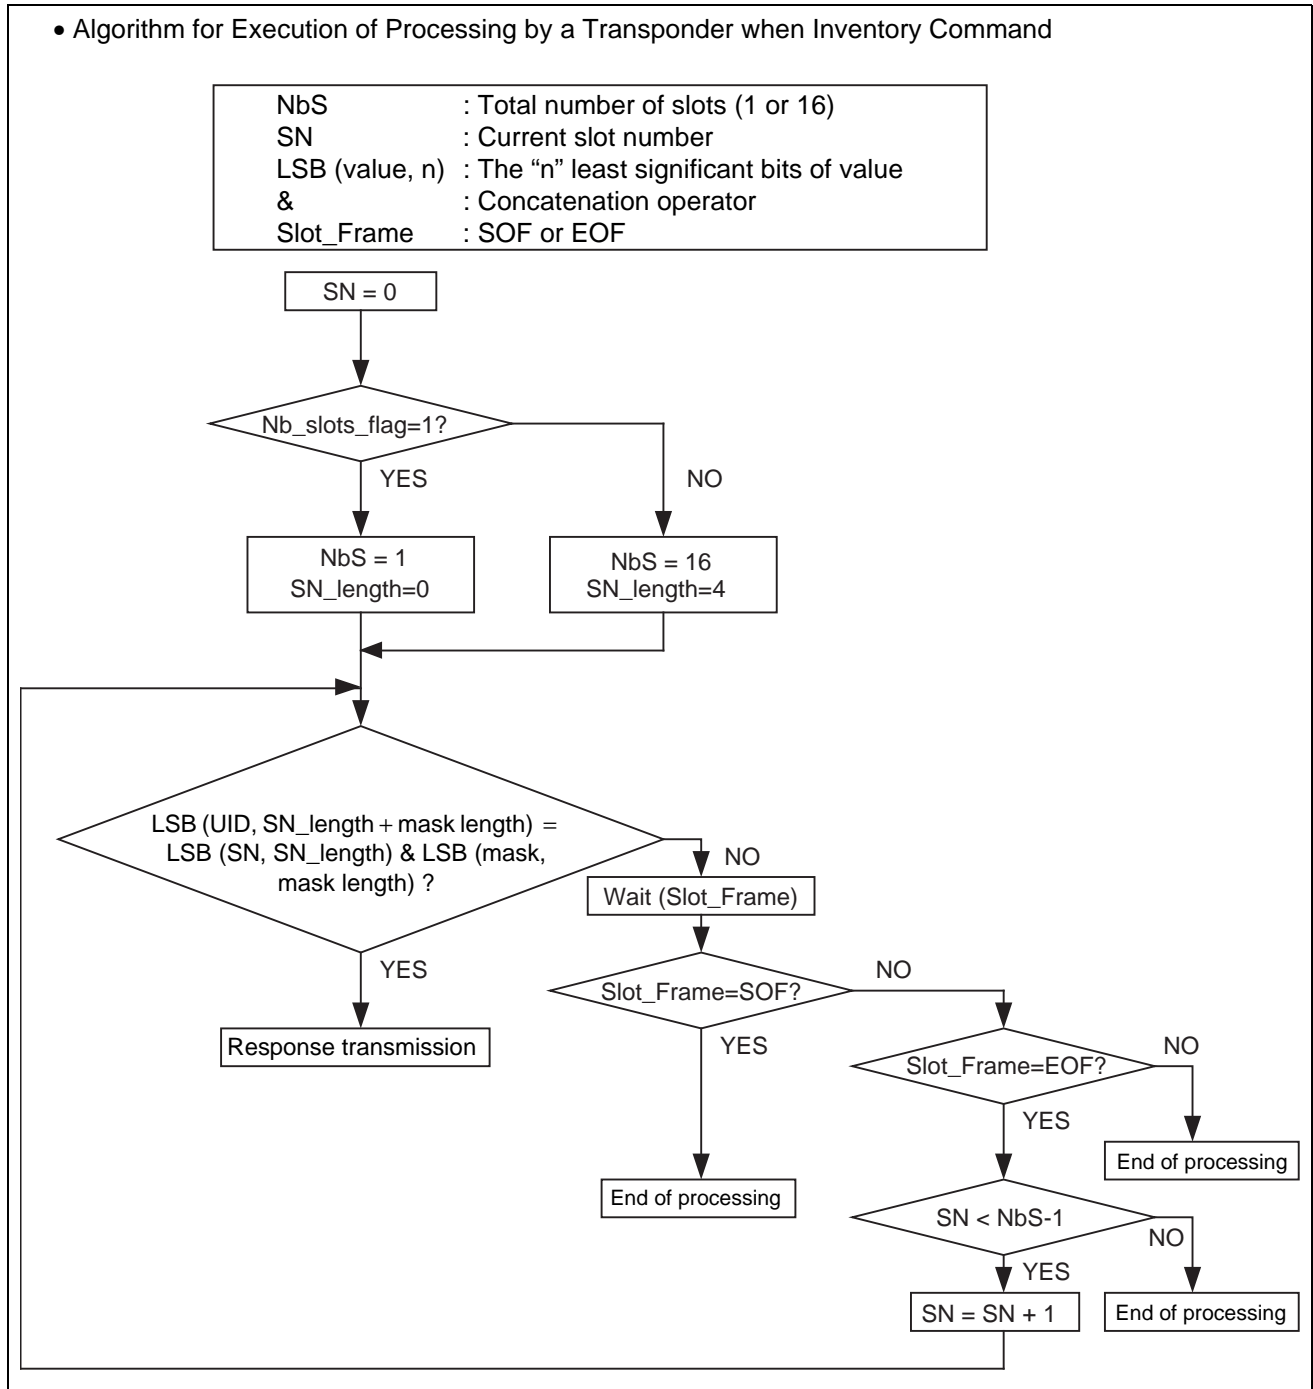 • Algorithm for Execution of Processing by a Transponder when Inventory Command
NbS : Total number of slots (1 or 16)
SN : Current slot number
LSB (value, n) : The “n” least significant bits of value
& : Concatenation operator
Slot_Frame : SOF or EOF
SN = 0
Nb_slots_flag=1?
YES
NO
NbS = 1
SN_length=0
NbS = 16
SN_length=4
LSB (UID, SN_length + mask length) =
LSB (SN, SN_length) & LSB (mask,
mask length) ?
NO
Wait (Slot_Frame)
YES
Response transmission
Slot_Frame=SOF?
NO
YES
End of processing
Slot_Frame=EOF?
NO
YES
End of processing
SN < NbS-1
NO
YES
SN = SN + 1
End of processing